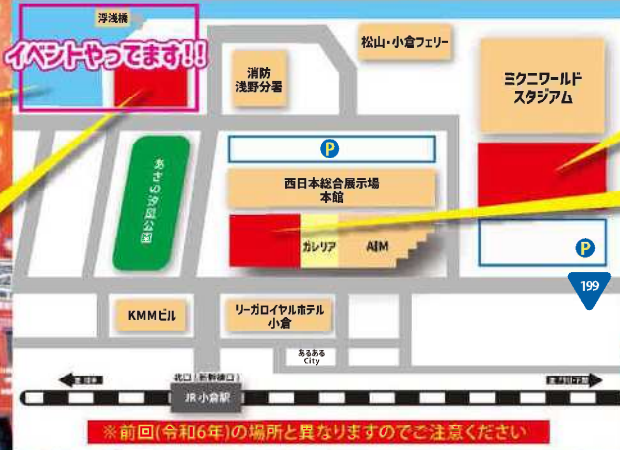 浮浅橋
イベントやってます!!
松山・小倉フェリー
消防
浅野分署
ミクニワールド
スタジアム
あさの汐風公園
P
西日本総合展示場
本館
ガレリア
AIM
P
199
KMMビル
リーガロイヤルホテル
小倉
あるある
City
北口(新幹線口)
JR 小倉駅
※前回(令和6年)の場所と異なりますのでご注意ください